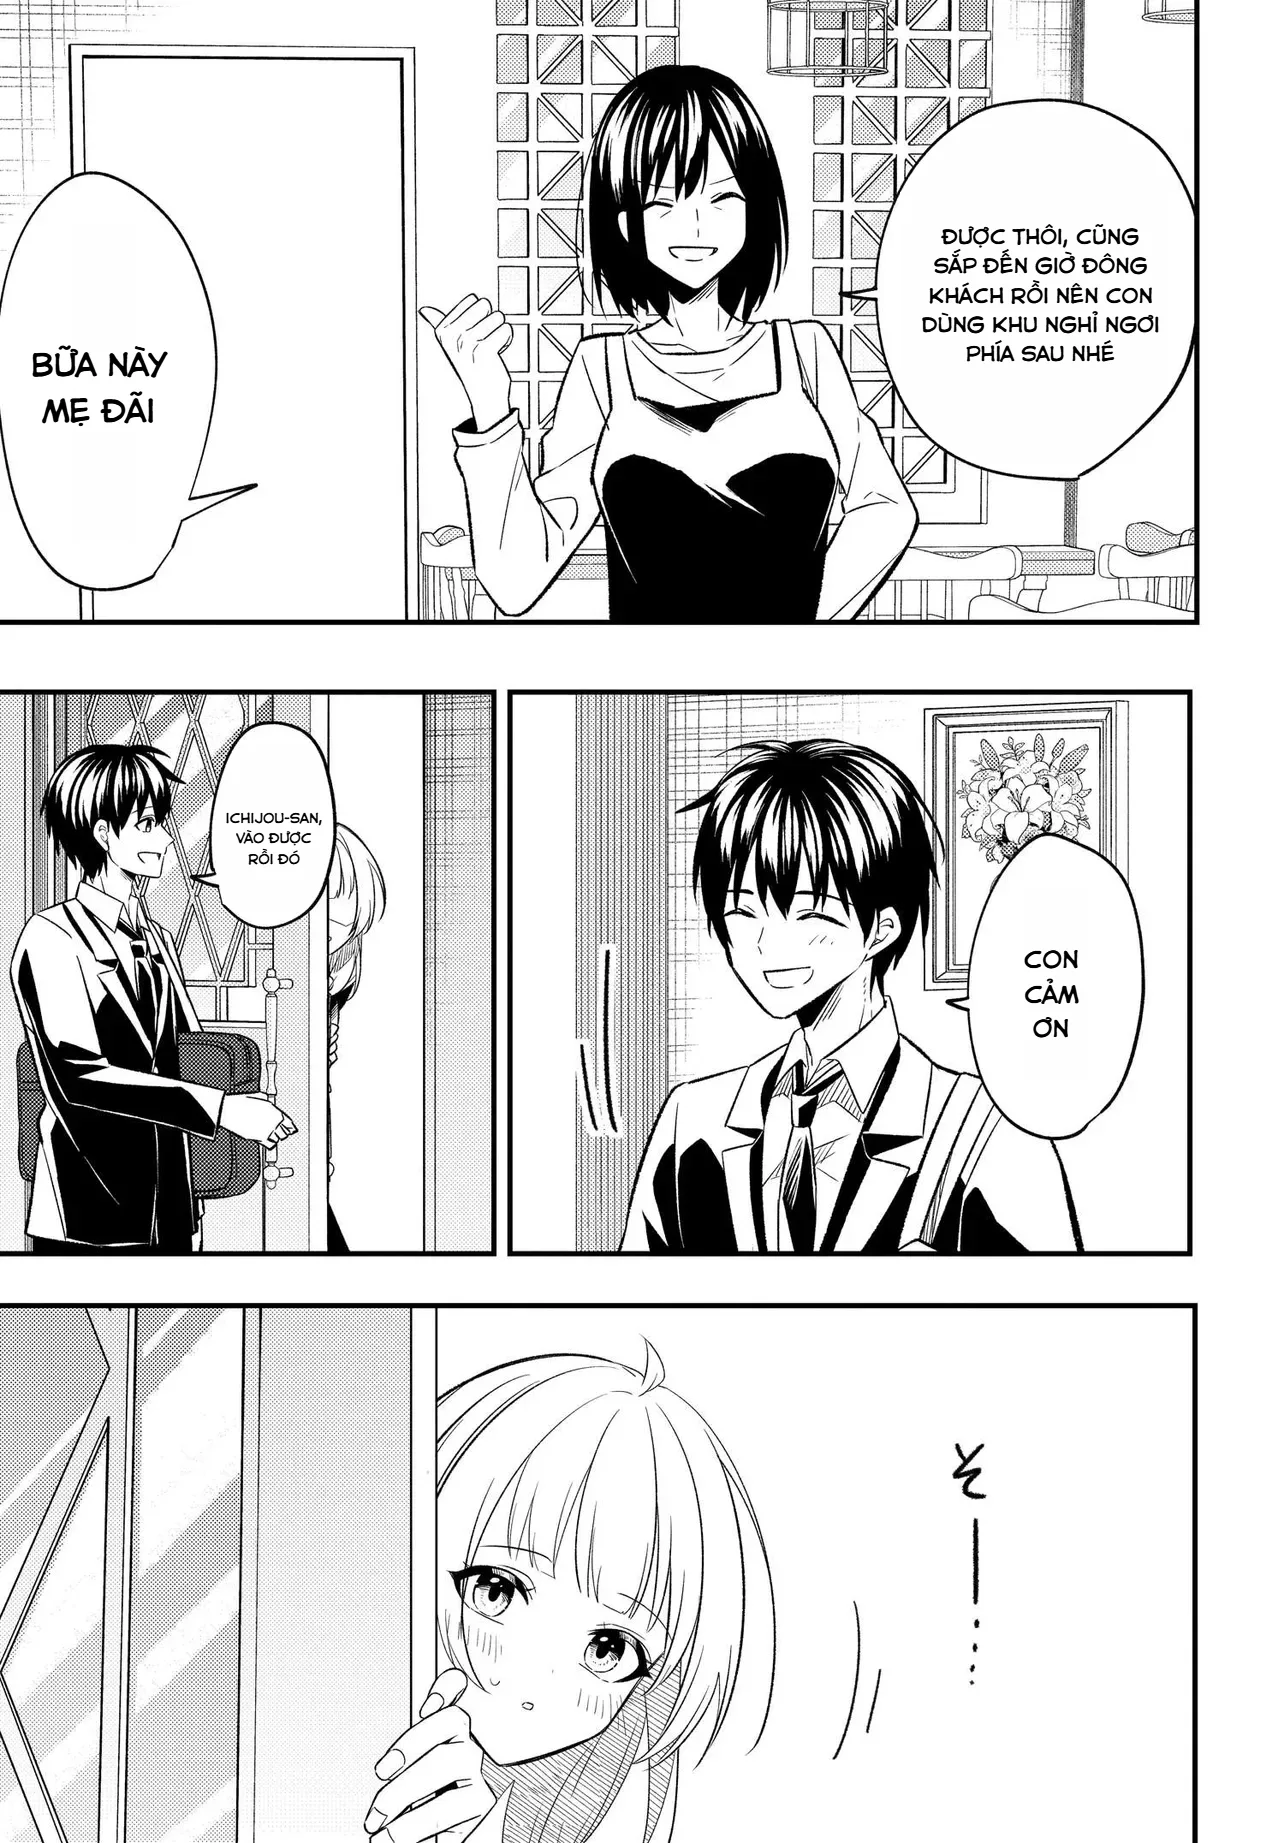 ĐƯỢC THÔI, CŨNG
SẮP ĐẾN GIỜ ĐÔNG
KHÁCH RỒI NÊN CON
DÙNG KHU NGHỈ NGƠI
PHÍA SAU NHÉ
BỮA NÀY
MẸ ĐÃI
CON
CẢM
ƠN
ICHIJOU-SAN,
VÀO ĐƯỢC
RỒI ĐÓ
そー……